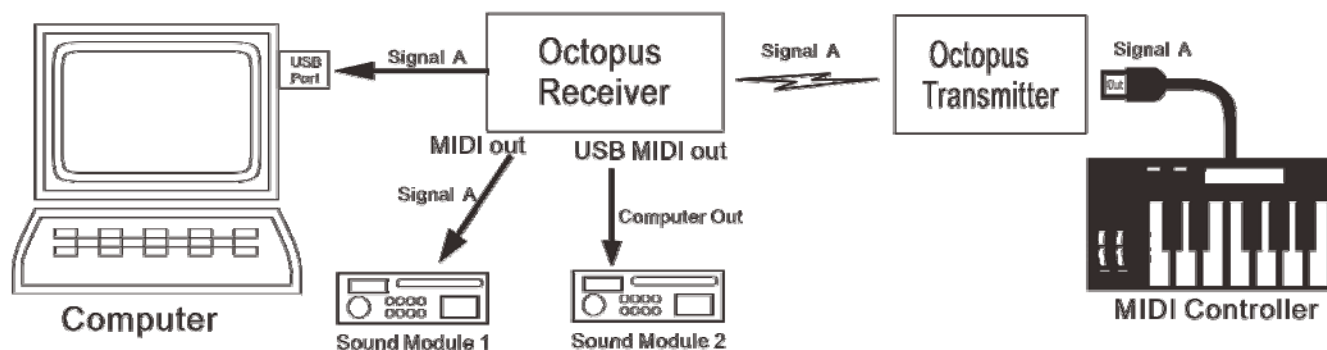 USB
Port
Signal A
Octopus
Receiver
Signal A
Octopus
Transmitter
Signal A
Out
MIDI out
USB MIDI out
Signal A
Computer Out
Computer
Sound Module 1
Sound Module 2
MIDI Controller